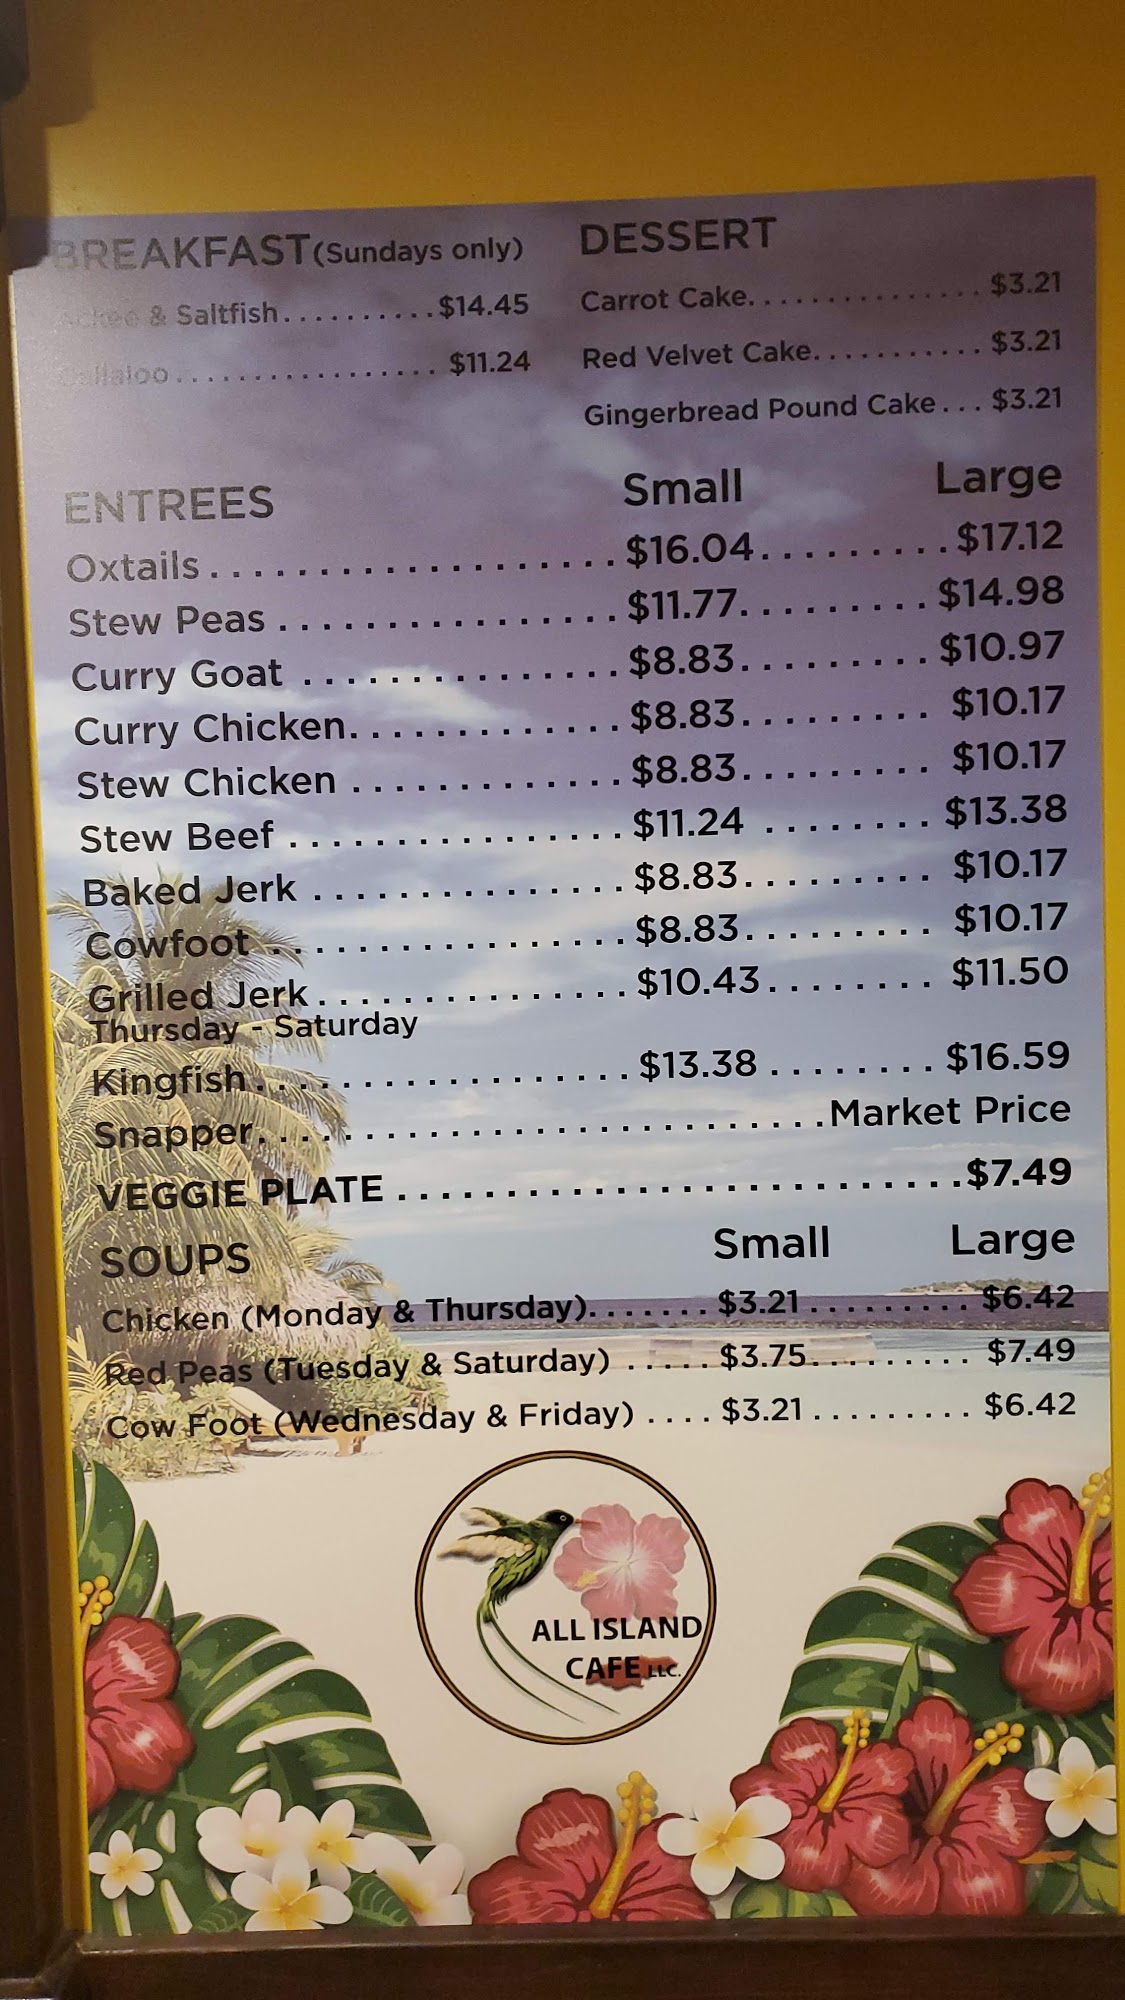 BREAKFAST (Sundays only)
Ackee & Saltfish.......... $14.45
Callaloo................. $11.24
DESSERT
Carrot Cake............... $3.21
Red Velvet Cake........... $3.21
Gingerbread Pound Cake... $3.21
ENTREES Small Large
Oxtails................... $16.04......... $17.12
Stew Peas................ $11.77......... $14.98
Curry Goat............... $8.83......... $10.97
Curry Chicken............. $8.83......... $10.17
Stew Chicken............. $8.83......... $10.17
Stew Beef................ $11.24........ $13.38
Baked Jerk............... $8.83......... $10.17
Cowfoot.................. $8.83......... $10.17
Grilled Jerk............... $10.43........ $11.50
Thursday - Saturday
Kingfish.................. $13.38........ $16.59
Snapper............................ Market Price
VEGGIE PLATE.......................... $7.49
SOUPS Small Large
Chicken (Monday & Thursday)....... $3.21......... $6.42
Red Peas (Tuesday & Saturday)..... $3.75......... $7.49
Cow Foot (Wednesday & Friday).... $3.21......... $6.42
ALL ISLAND
CAFE LLC.